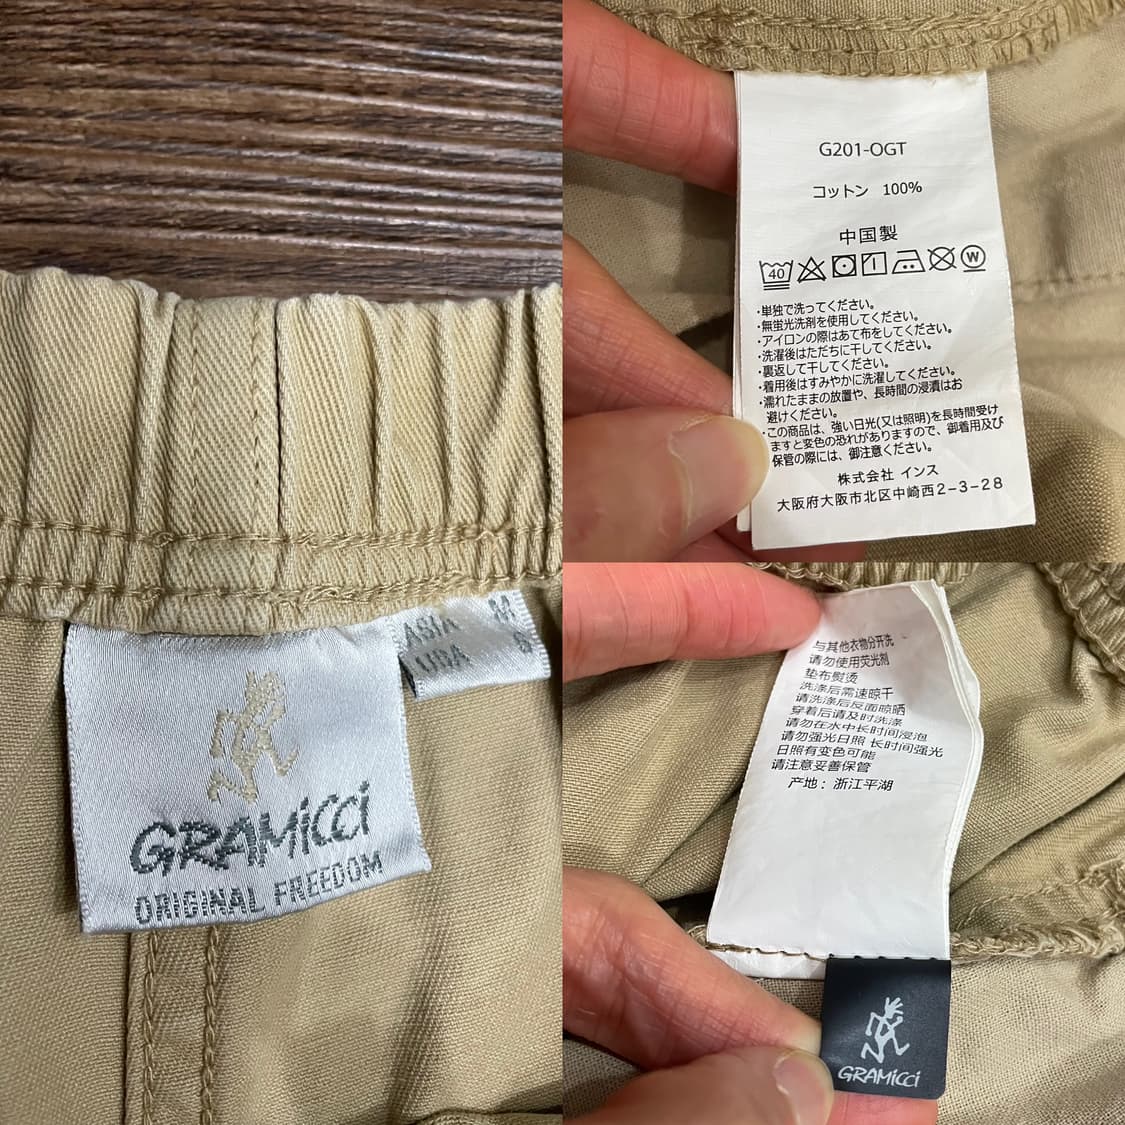 ASIA M
USA S
GRAMiCCi
ORIGINAL FREEDOM
G201-OGT
コットン 100%
中国製
40
W
・単独で洗ってください。
・無蛍光洗剤を使用してください。
・アイロンの際はあて布をしてください。
・洗濯後はただちに干してください。
・裏返して干してください。
・着用後はすみやかに洗濯してください。
・濡れたままの放置や、長時間の浸漬はお
避けください。
・この商品は、強い日光(又は照明)を長時間受け
ますと変色の恐れがありますので、御着用及び
保管の際には、御注意ください。
株式会社 インス
大阪府大阪市北区中崎西2-3-28
与其他衣物分开洗
请勿使用荧光剂
垫布熨烫
洗涤后需速晾干
请洗涤后反面晾晒
穿着后请及时洗涤
请勿在水中长时间浸泡
请勿强光日照 长时间强光
日照有变色可能
请注意妥善保管
产地：浙江平湖
GRAMiCCi